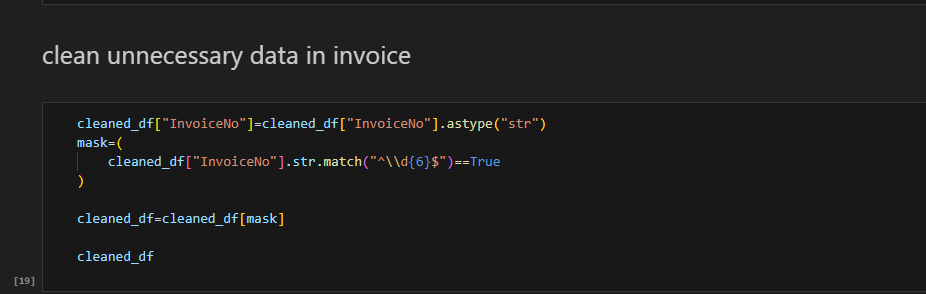 clean unnecessary data in invoice
cleaned_df["InvoiceNo"]=cleaned_df["InvoiceNo"].astype("str")
mask=(
    cleaned_df["InvoiceNo"].str.match("^\\d{6}$")==True
)
cleaned_df=cleaned_df[mask]
cleaned_df
[19]